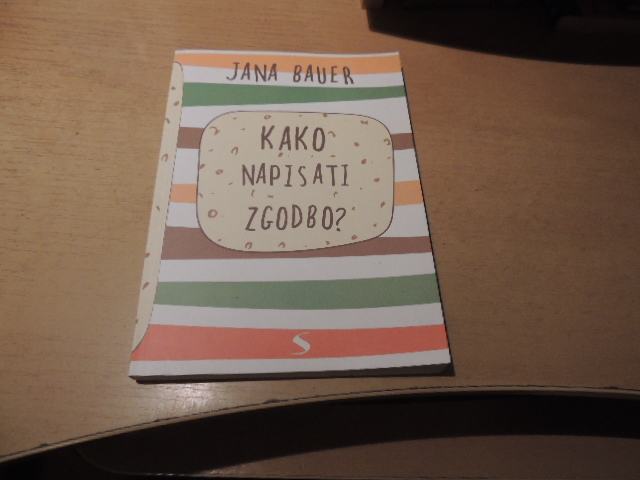 JANA BAUER
KAKO
NAPISATI
ZGODBO?
S